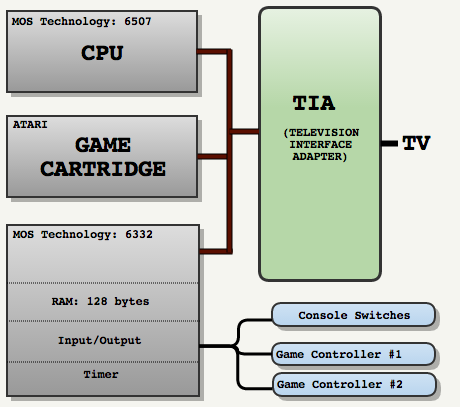 MOS Technology: 6507
CPU
ATARI
GAME
CARTRIDGE
MOS Technology: 6332
RAM: 128 bytes
Input/Output
Timer
TIA
(TELEVISION
INTERFACE
ADAPTER)
TV
Console Switches
Game Controller #1
Game Controller #2